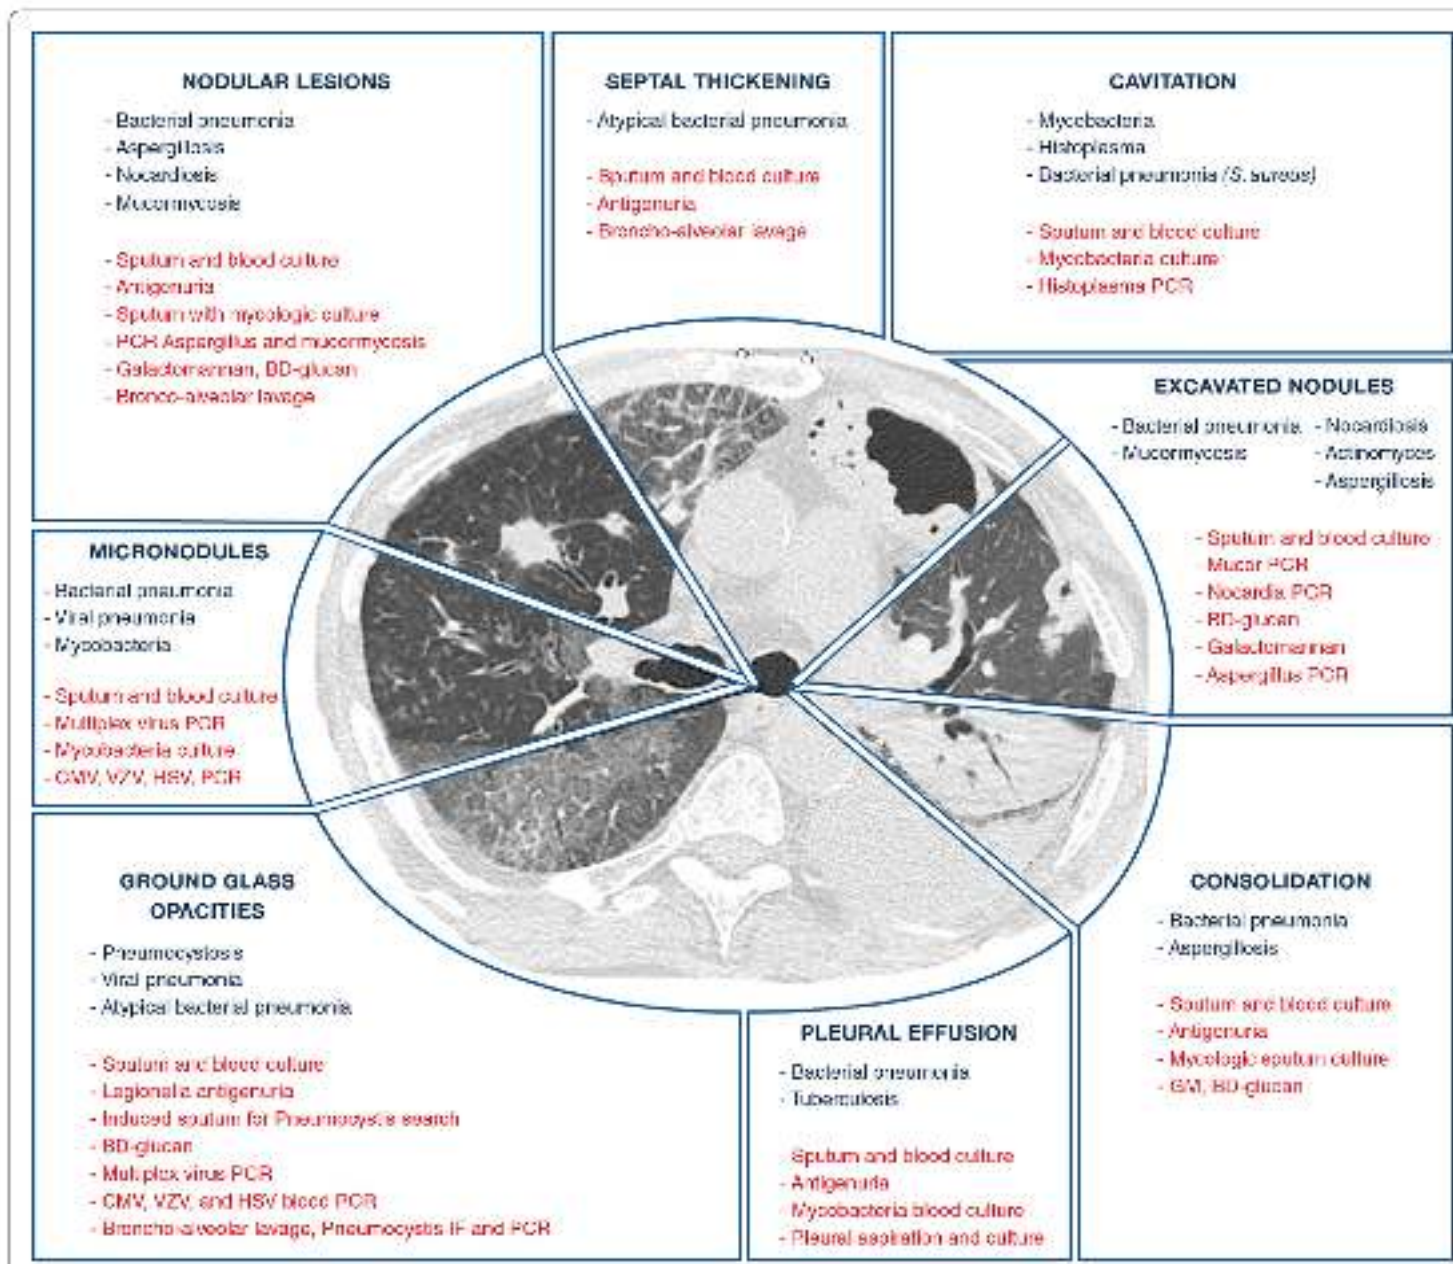 NODULAR LESIONS
- Bacterial pneumonia
- Aspergillosis
- Nocardiosis
- Mucormycosis
- Sputum and blood culture
- Antigenuria
- Sputum with mycologic culture
- PCR Aspergillus and mucormycosis
- Galactomannan, BD-glucan
- Bronco-alveolar lavage
SEPTAL THICKENING
- Atypical bacterial pneumonia
- Sputum and blood culture
- Antigenuria
- Broncho-alveolar lavage
CAVITATION
- Mycobacteria
- Histoplasma
- Bacterial pneumonia (S. aureus)
- Sputum and blood culture
- Mycobacteria culture
- Histoplasma PCR
EXCAVATED NODULES
- Bacterial pneumonia - Nocardiosis
- Mucormycosis - Actinomyces
- Aspergillosis
- Sputum and blood culture
- Mucor PCR
- Nocardia PCR
- BD-glucan
- Galactomannan
- Aspergillus PCR
MICRONODULES
- Bacterial pneumonia
- Viral pneumonia
- Mycobacteria
- Sputum and blood culture
- Multiplex virus PCR
- Mycobacteria culture
- CMV, VZV, HSV, PCR
GROUND GLASS
OPACITIES
- Pneumocystosis
- Viral pneumonia
- Atypical bacterial pneumonia
- Sputum and blood culture
- Legionella antigenuria
- Induced sputum for Pneumocystis search
- BD-glucan
- Multiplex virus PCR
- CMV, VZV, and HSV blood PCR
- Broncho-alveolar lavage, Pneumocystis IF and PCR
PLEURAL EFFUSION
- Bacterial pneumonia
- Tuberculosis
- Sputum and blood culture
- Antigenuria
- Mycobacteria blood culture
- Pleural aspiration and culture
CONSOLIDATION
- Bacterial pneumonia
- Aspergillosis
- Sputum and blood culture
- Antigenuria
- Mycologic sputum culture
- GM, BD-glucan